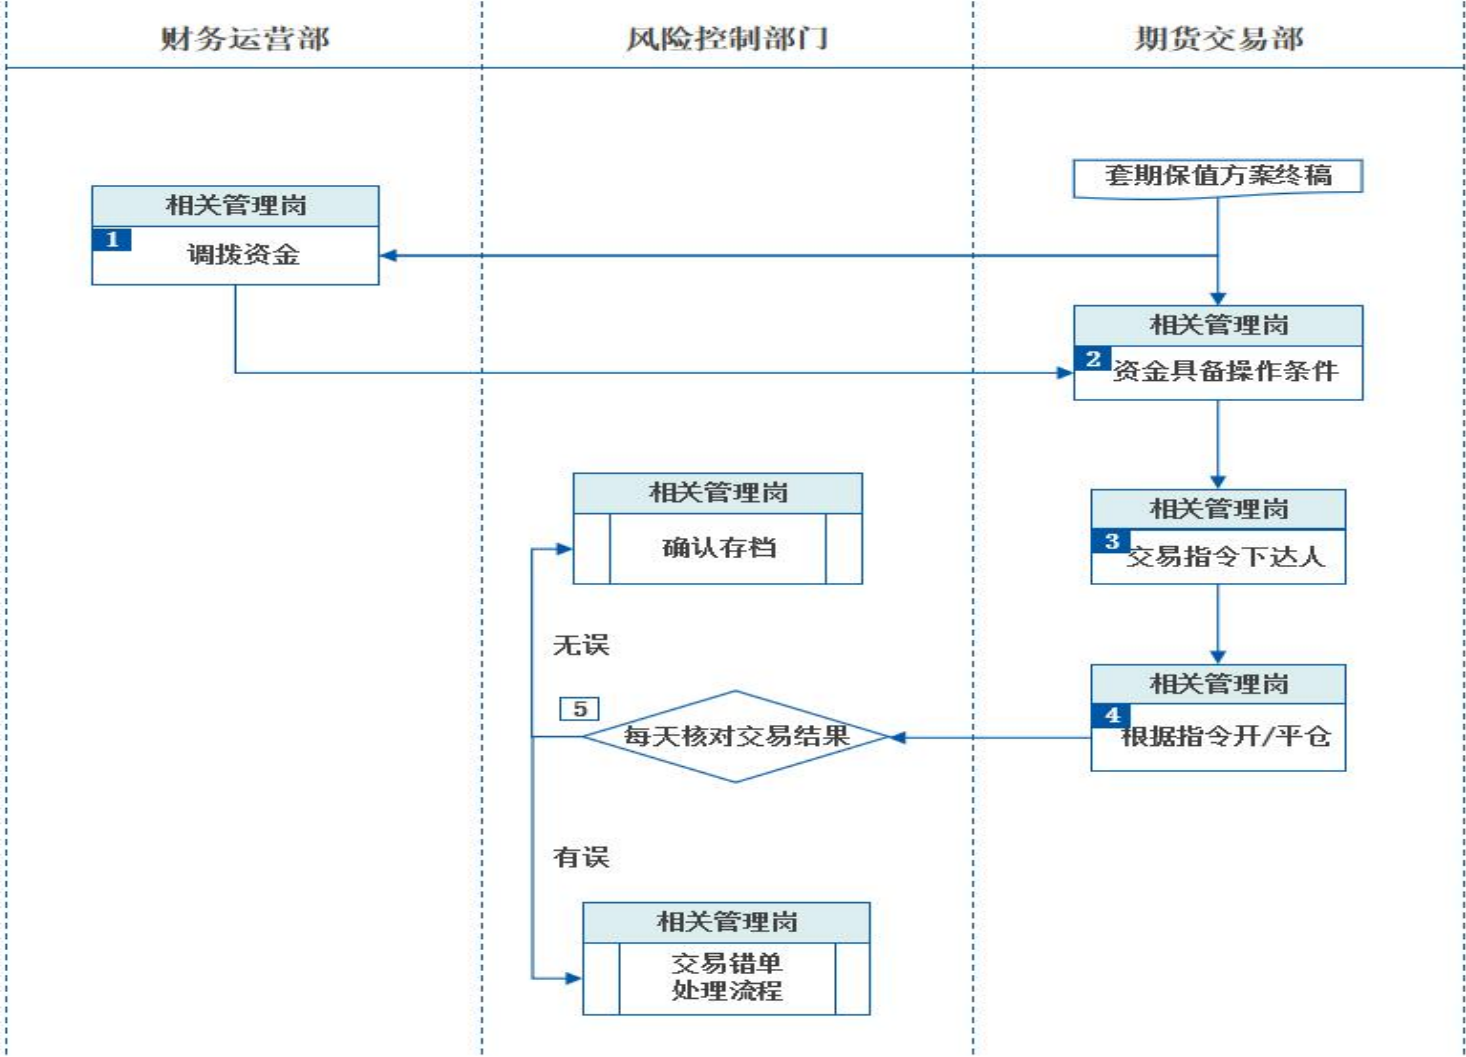 财务运营部
风险控制部门
期货交易部
套期保值方案终稿
相关管理岗
1
调拨资金
相关管理岗
2
资金具备操作条件
相关管理岗
3
交易指令下达人
相关管理岗
4
根据指令开/平仓
5
每天核对交易结果
无误
相关管理岗
确认存档
有误
相关管理岗
交易错单
处理流程